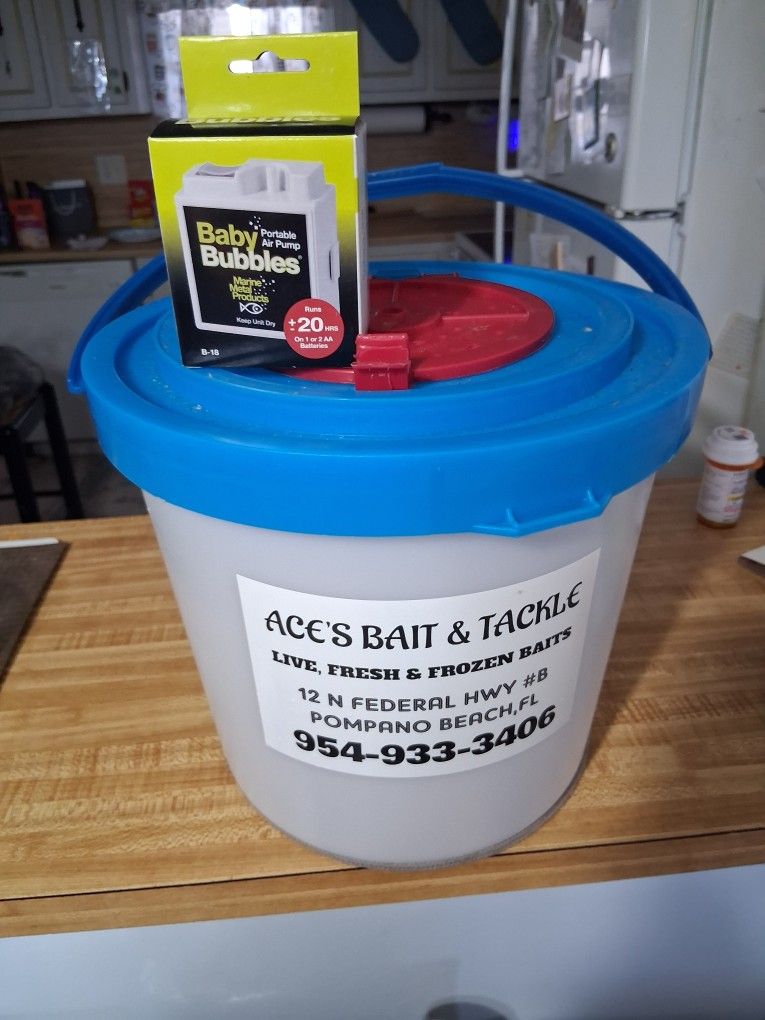 Baby
Bubbles®
Portable
Air Pump
Marine
Metal
Products
Keep Unit Dry
Runs
±20 HRS
On 1 or 2 AA
Batteries
B-18
ACE'S BAIT & TACKLE
LIVE, FRESH & FROZEN BAITS
12 N FEDERAL HWY #B
POMPANO BEACH,FL
954-933-3406